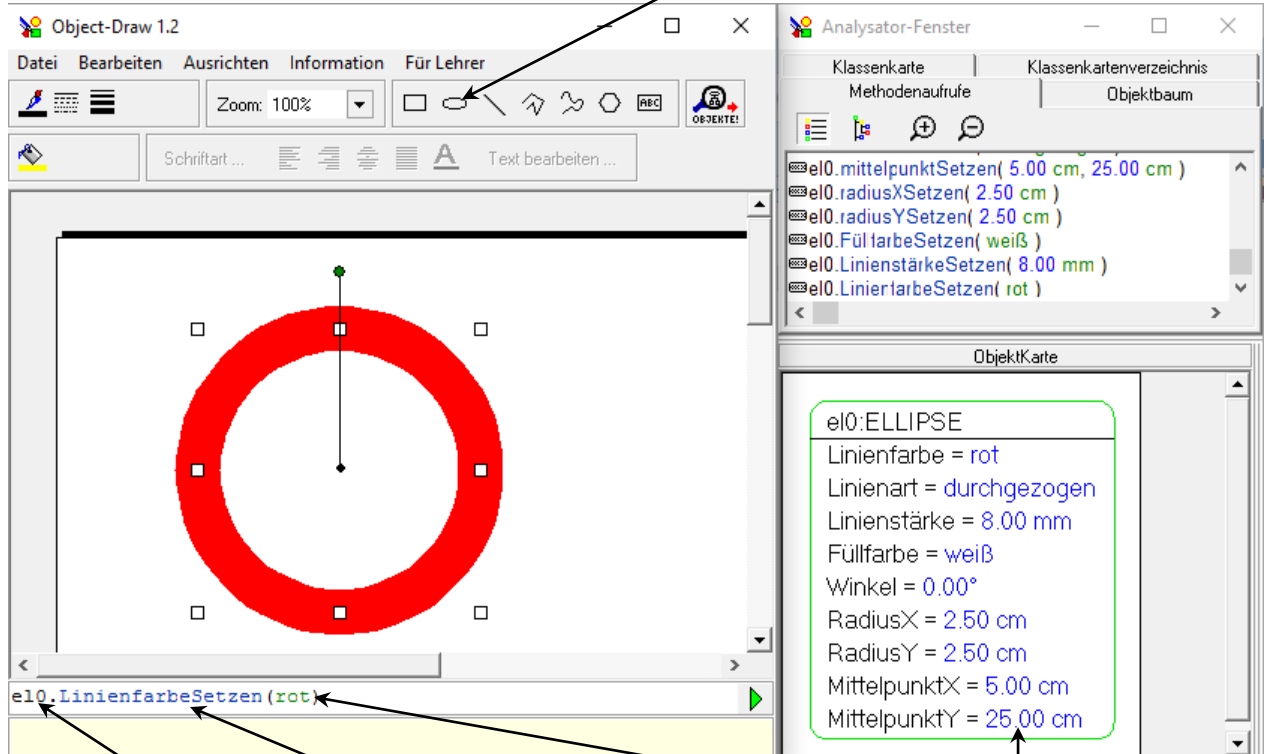 Object-Draw 1.2
Datei Bearbeiten Ausrichten Information Für Lehrer
Zoom: 100%
ABC
OBJEKTE!
Schriftart ... A Text bearbeiten ...
el0.LinienfarbeSetzen(rot)
Analysator-Fenster
Klassenkarte Klassenkartenverzeichnis
Methodenaufrufe Objektbaum
el0.mittelpunktSetzen( 5.00 cm, 25.00 cm )
el0.radiusXSetzen( 2.50 cm )
el0.radiusYSetzen( 2.50 cm )
el0.FüllfarbeSetzen( weiß )
el0.LinienstärkeSetzen( 8.00 mm )
el0.LinienfarbeSetzen( rot )
ObjektKarte
el0:ELLIPSE
Linienfarbe = rot
Linienart = durchgezogen
Linienstärke = 8.00 mm
Füllfarbe = weiß
Winkel = 0.00°
RadiusX = 2.50 cm
RadiusY = 2.50 cm
MittelpunktX = 5.00 cm
MittelpunktY = 25.00 cm